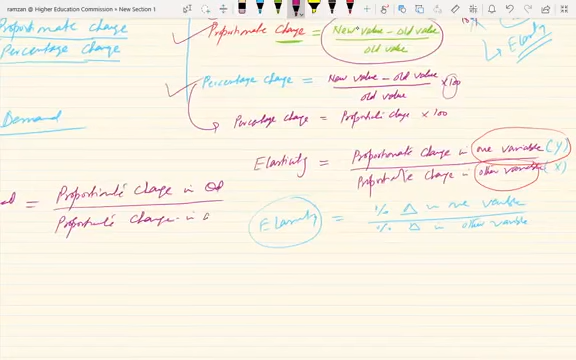 ramzan @ Higher Education Commission » New Section 1
Proportionate change
Percentage Change
Proportionate Change = New value - old value
old value
Elasticity
Percentage change = New value - old value × 100
old value
Percentage change = Proportionate change × 100
Demand
Elasticity = Proportionate change in one variable (Y)
Proportionate change in other variable (X)
= Proportionate Change in Qd
Proportionate Change in
Elasticity = % Δ in one variable
% Δ in other variable